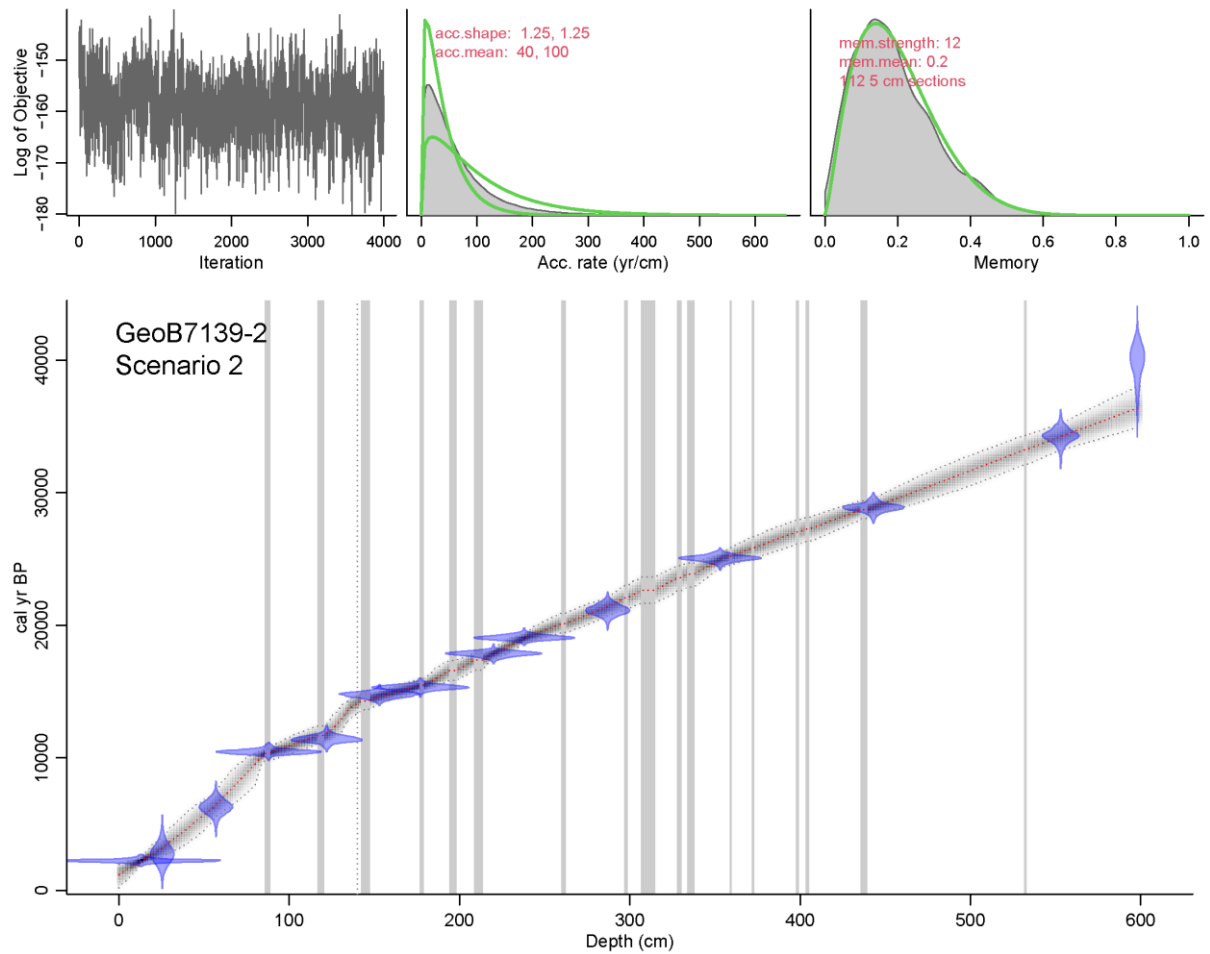 Log of Objective
-180 -170 -160 -150
0 1000 2000 3000 4000
Iteration
acc.shape: 1.25, 1.25
acc.mean: 40, 100
0 100 200 300 400 500 600
Acc. rate (yr/cm)
mem.strength: 12
mem.mean: 0.2
112 5 cm sections
0.0 0.2 0.4 0.6 0.8 1.0
Memory
GeoB7139-2
Scenario 2
cal yr BP
0 10000 20000 30000 40000
0 100 200 300 400 500 600
Depth (cm)